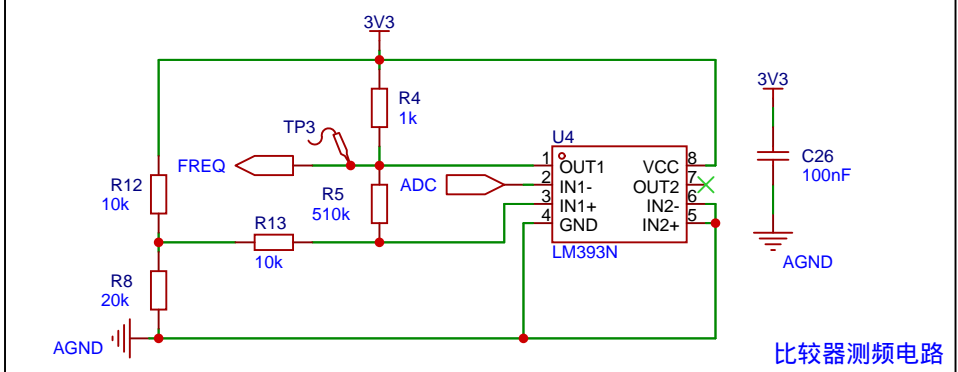 3V3
R4
1k
TP3
FREQ
R5
510k
ADC
U4
1
2
3
4
OUT1
IN1-
IN1+
GND
VCC
OUT2
IN2-
IN2+
8
7
6
5
LM393N
R12
10k
R13
10k
R8
20k
AGND
3V3
C26
100nF
AGND
比较器测频电路